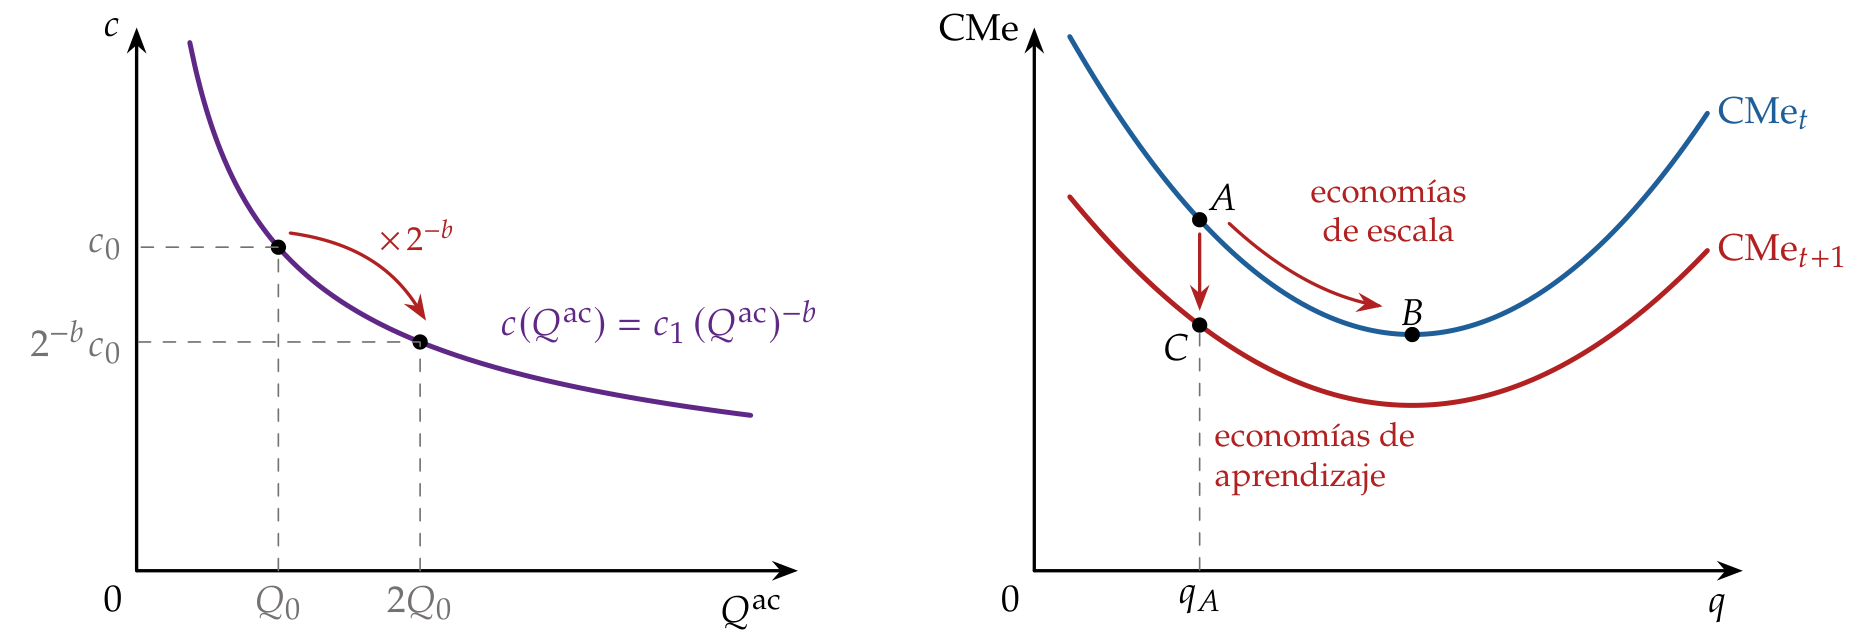 c
c₀
2⁻ᵇ c₀
×2⁻ᵇ
c(Qᵃᶜ) = c₁ (Qᵃᶜ)⁻ᵇ
0
Q₀
2Q₀
Qᵃᶜ
CMe
CMeₜ
A
economías
de escala
CMeₜ₊₁
B
C
economías de
aprendizaje
0
q_A
q